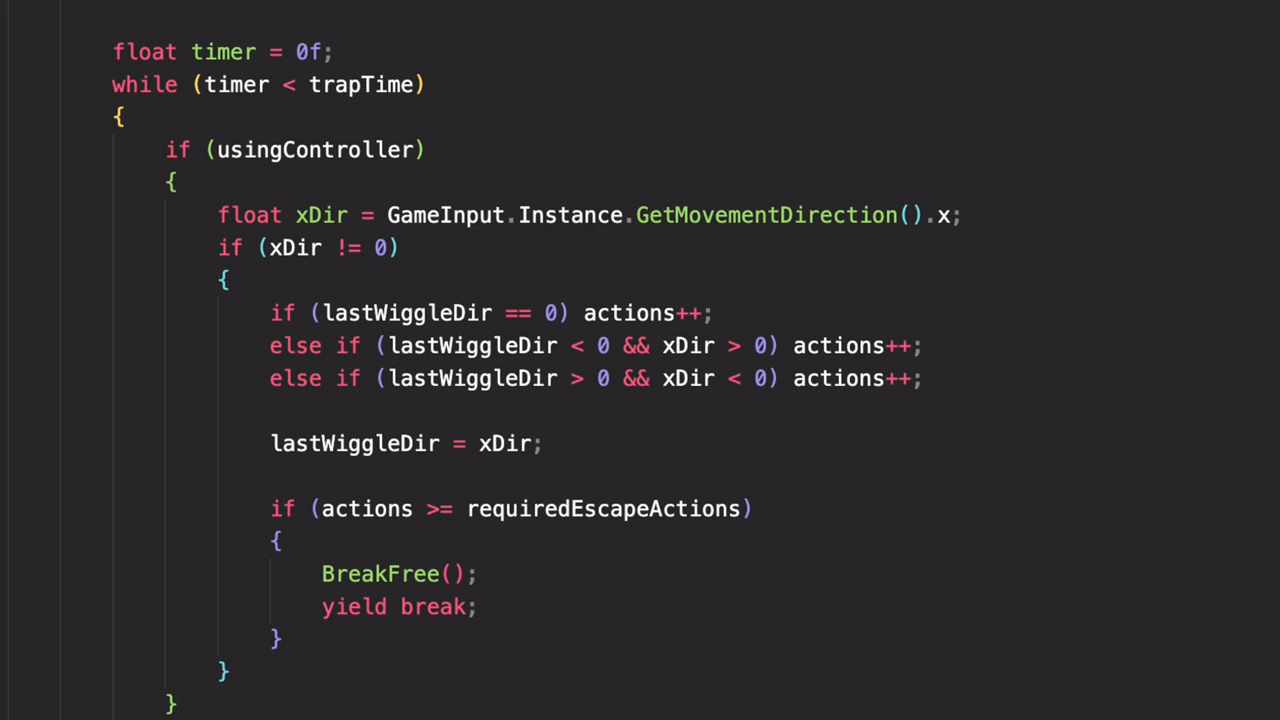 float timer = 0f;
while (timer < trapTime)
{
if (usingController)
{
float xDir = GameInput.Instance.GetMovementDirection().x;
if (xDir != 0)
{
if (lastWiggleDir == 0) actions++;
else if (lastWiggleDir < 0 && xDir > 0) actions++;
else if (lastWiggleDir > 0 && xDir < 0) actions++;
lastWiggleDir = xDir;
if (actions >= requiredEscapeActions)
{
BreakFree();
yield break;
}
}
}